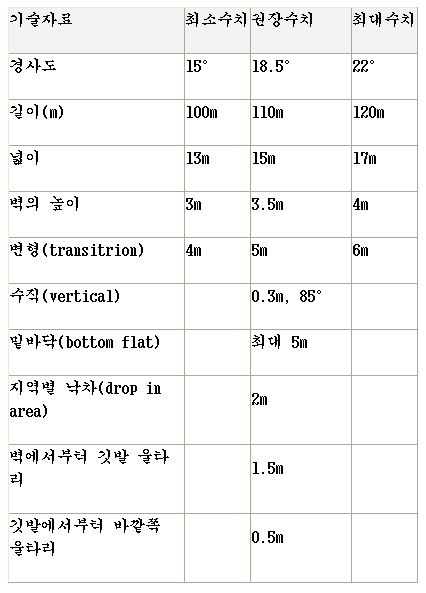 기술자료 최소수치 권장수치 최대수치
경사도 15° 18.5° 22°
길이(m) 100m 110m 120m
넓이 13m 15m 17m
벽의 높이 3m 3.5m 4m
변형(transitrion) 4m 5m 6m
수직(vertical) 0.3m, 85°
밑바닥(bottom flat) 최대 5m
지역별 낙차(drop in
area) 2m
벽에서부터 깃발 울타
리 1.5m
깃발에서부터 바깥쪽
울타리 0.5m